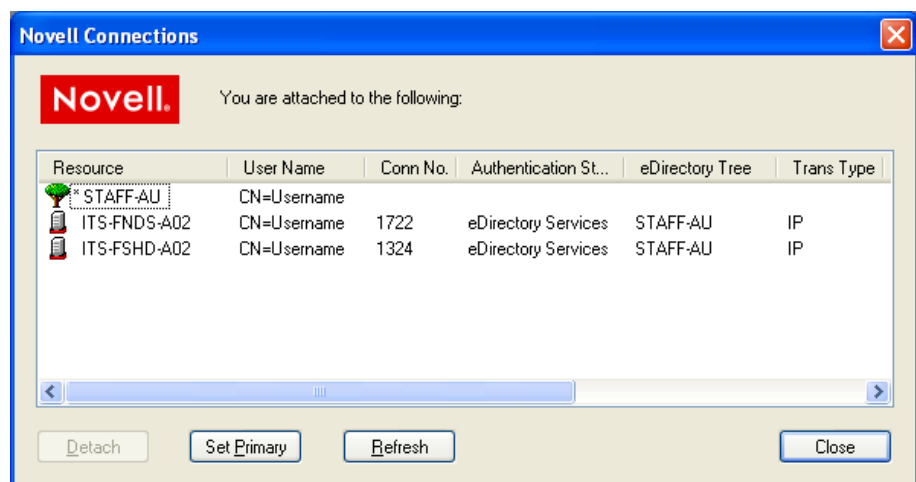 Novell Connections
Novell. You are attached to the following:
Resource User Name Conn No. Authentication St... eDirectory Tree Trans Type
* STAFF-AU CN=Username
ITS-FNDS-A02 CN=Username 1722 eDirectory Services STAFF-AU IP
ITS-FSHD-A02 CN=Username 1324 eDirectory Services STAFF-AU IP
Detach Set Primary Refresh Close